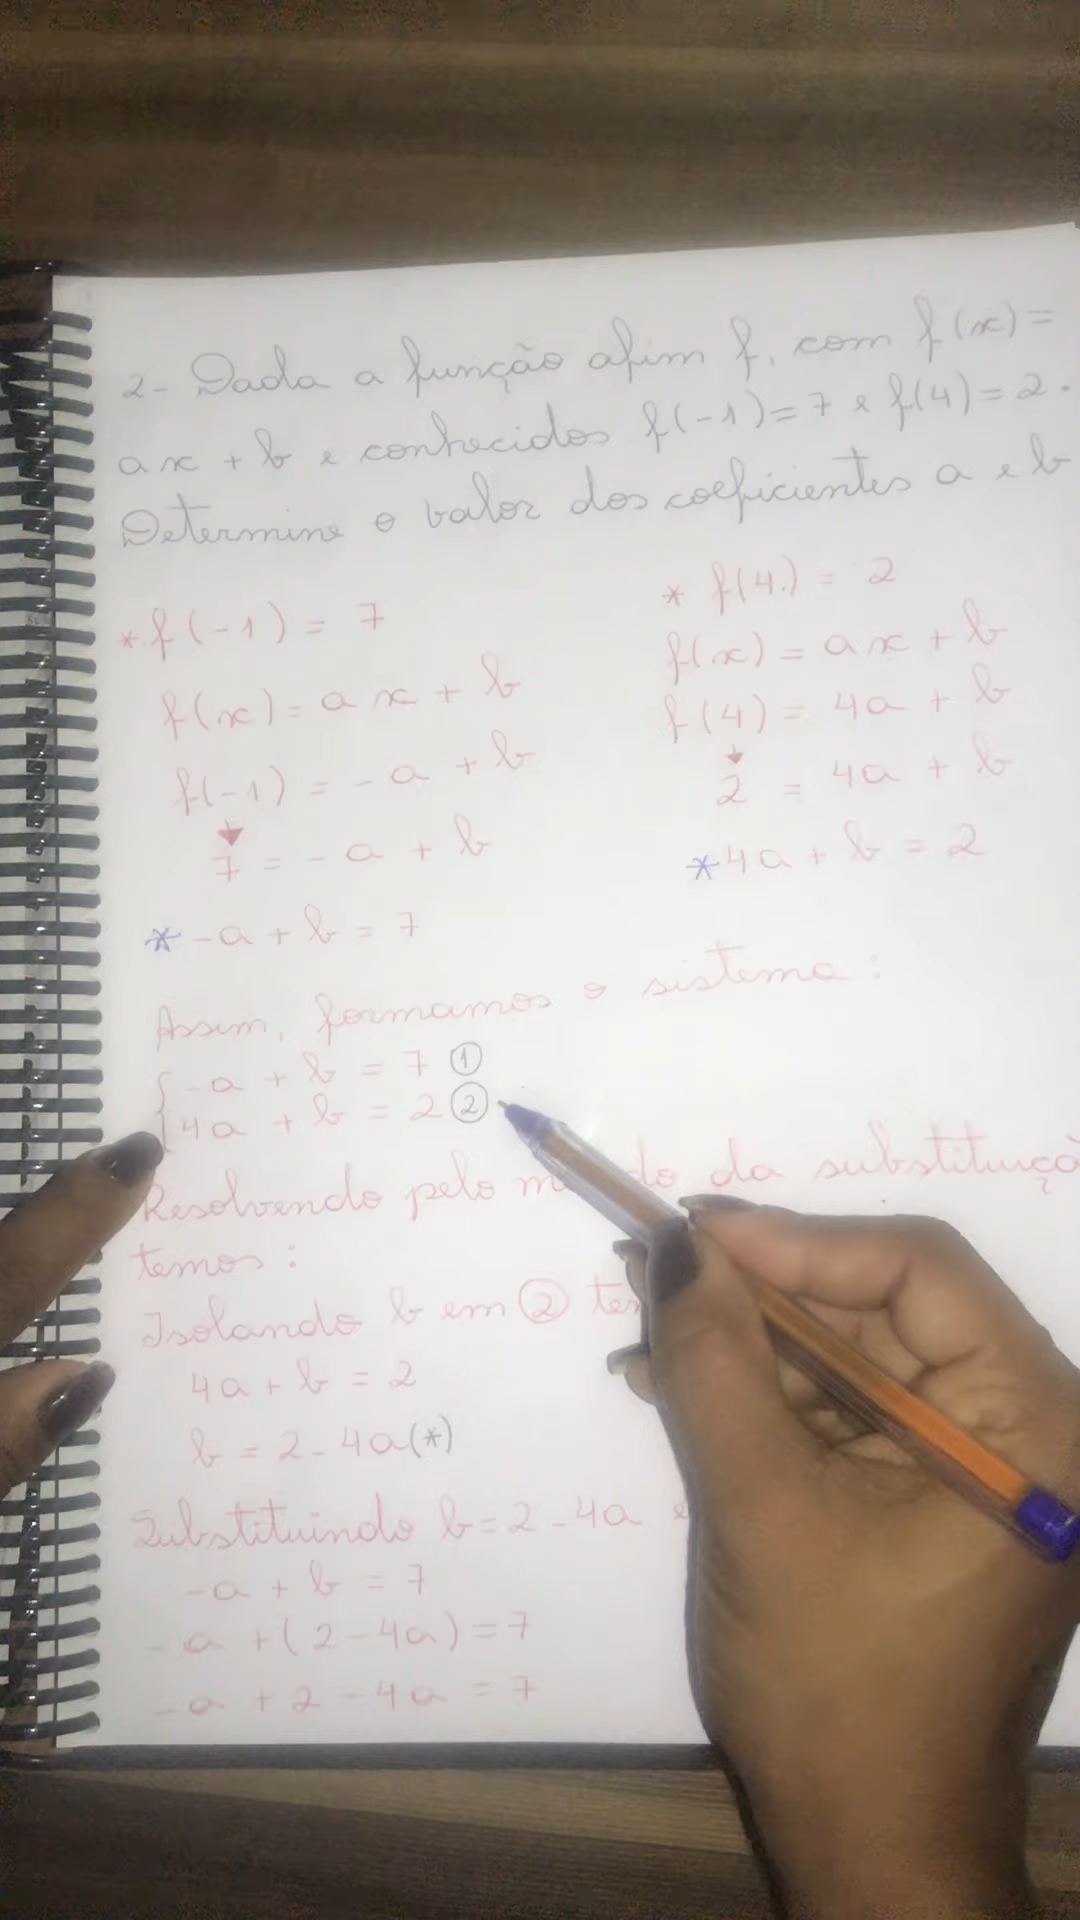 2- Dada a função afim f, com f(x) =
ax + b e conhecidos f(-1) = 7 e f(4) = 2.
Determine o valor dos coeficientes a e b
* f(-1) = 7
f(x) = ax + b
f(-1) = -a + b
7 = -a + b
* -a + b = 7
* f(4) = 2
f(x) = ax + b
f(4) = 4a + b
2 = 4a + b
* 4a + b = 2
Assim, formamos o sistema:
-a + b = 7 ①
4a + b = 2 ②
Resolvendo pelo da substituiçã
temos:
Isolando b em ②
4a + b = 2
b = 2 - 4a (*)
Substituindo b = 2 - 4a e
-a + b = 7
-a + (2 - 4a) = 7
-a + 2 - 4a = 7